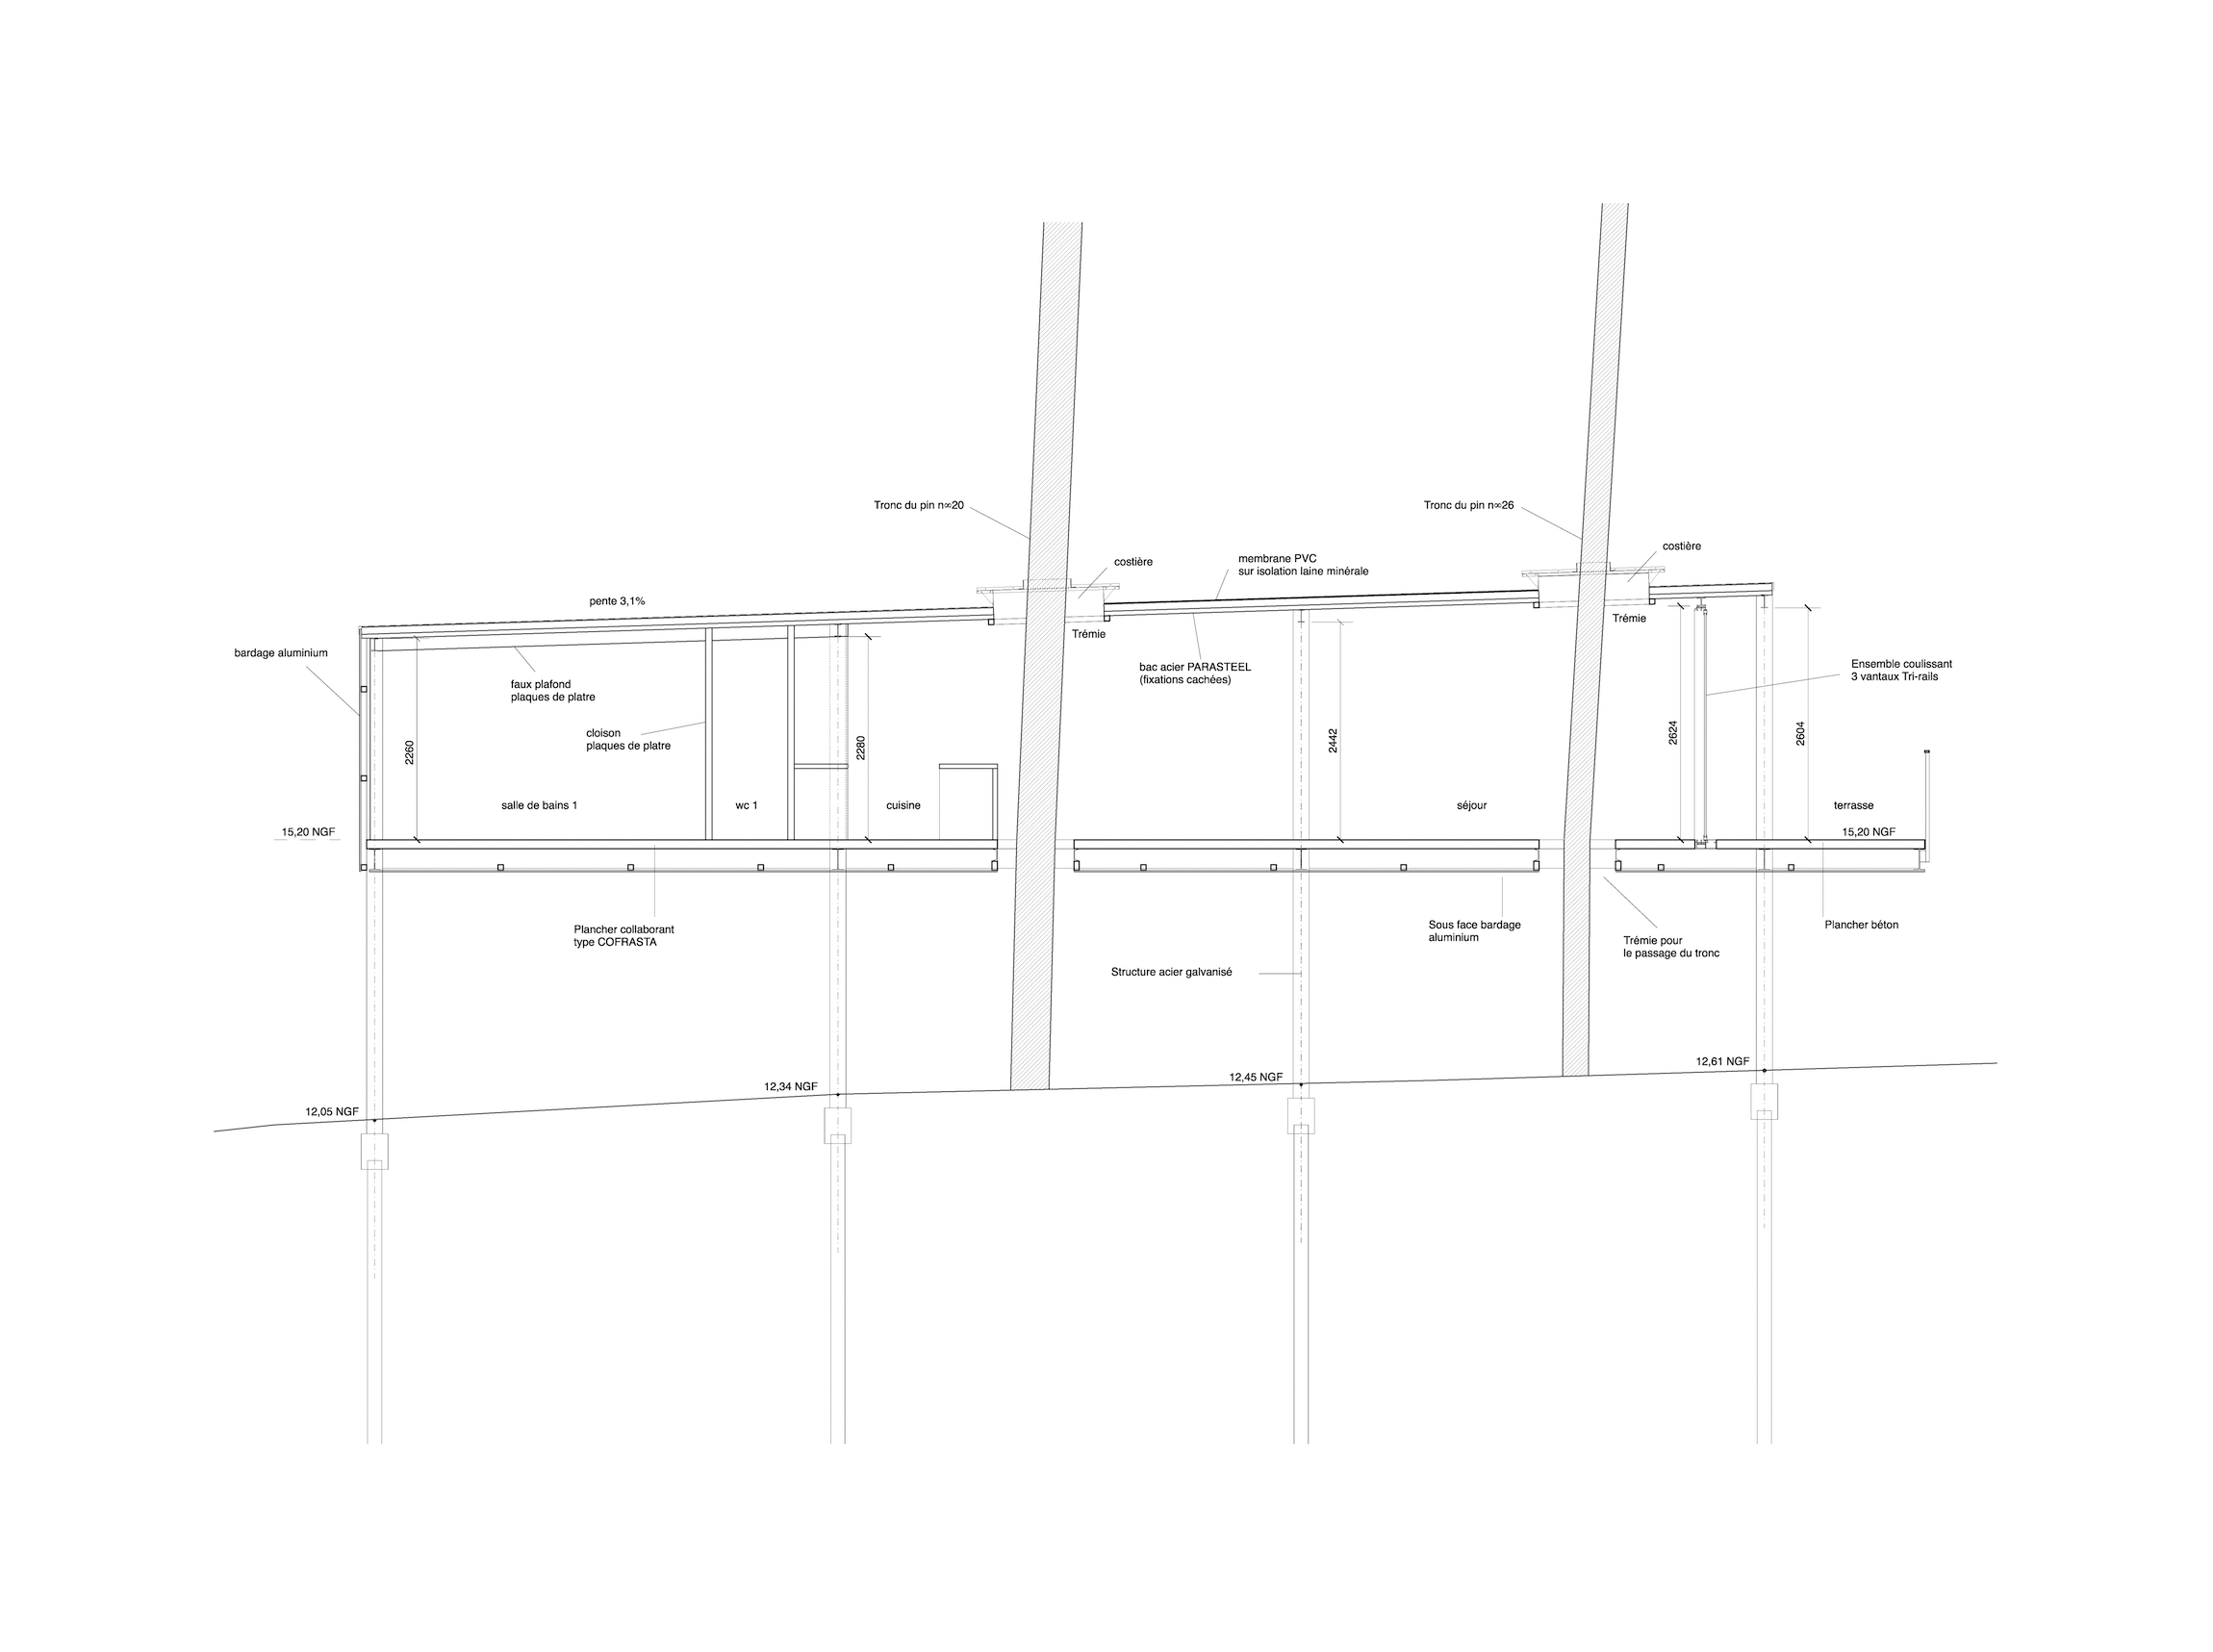 Tronc du pin n∞20
Tronc du pin n∞26
costière
costière
membrane PVC
sur isolation laine minérale
pente 3,1%
Trémie
Trémie
bardage aluminium
bac acier PARASTEEL
(fixations cachées)
Ensemble coulissant
3 vantaux Tri-rails
faux plafond
plaques de platre
cloison
plaques de platre
2260
2280
2442
2624
2604
salle de bains 1
wc 1
cuisine
séjour
terrasse
15,20 NGF
15,20 NGF
Plancher collaborant
type COFRASTA
Sous face bardage
aluminium
Plancher béton
Trémie pour
le passage du tronc
Structure acier galvanisé
12,05 NGF
12,34 NGF
12,45 NGF
12,61 NGF